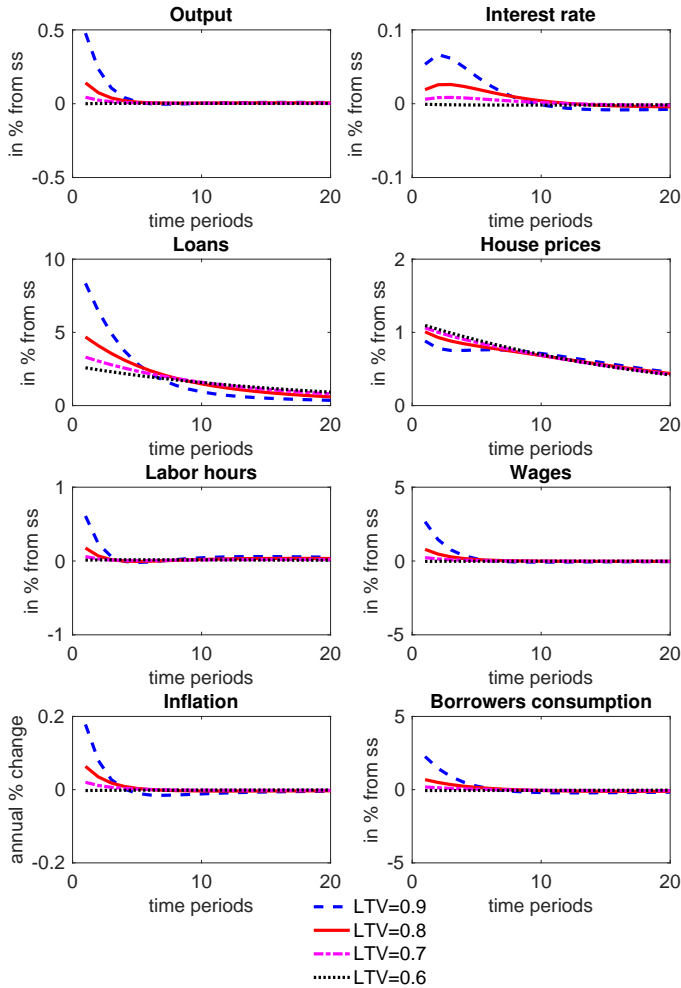 Output
Interest rate
0.5
0
-0.5
in % from ss
0 10 20
time periods
0.1
0
-0.1
in % from ss
0 10 20
time periods
Loans
House prices
10
5
0
in % from ss
0 10 20
time periods
2
1
0
in % from ss
0 10 20
time periods
Labor hours
Wages
1
0
-1
in % from ss
0 10 20
time periods
5
0
-5
in % from ss
0 10 20
time periods
Inflation
Borrowers consumption
0.2
0
-0.2
annual % change
0 10 20
time periods
5
0
-5
in % from ss
0 10 20
time periods
LTV=0.9
LTV=0.8
LTV=0.7
LTV=0.6